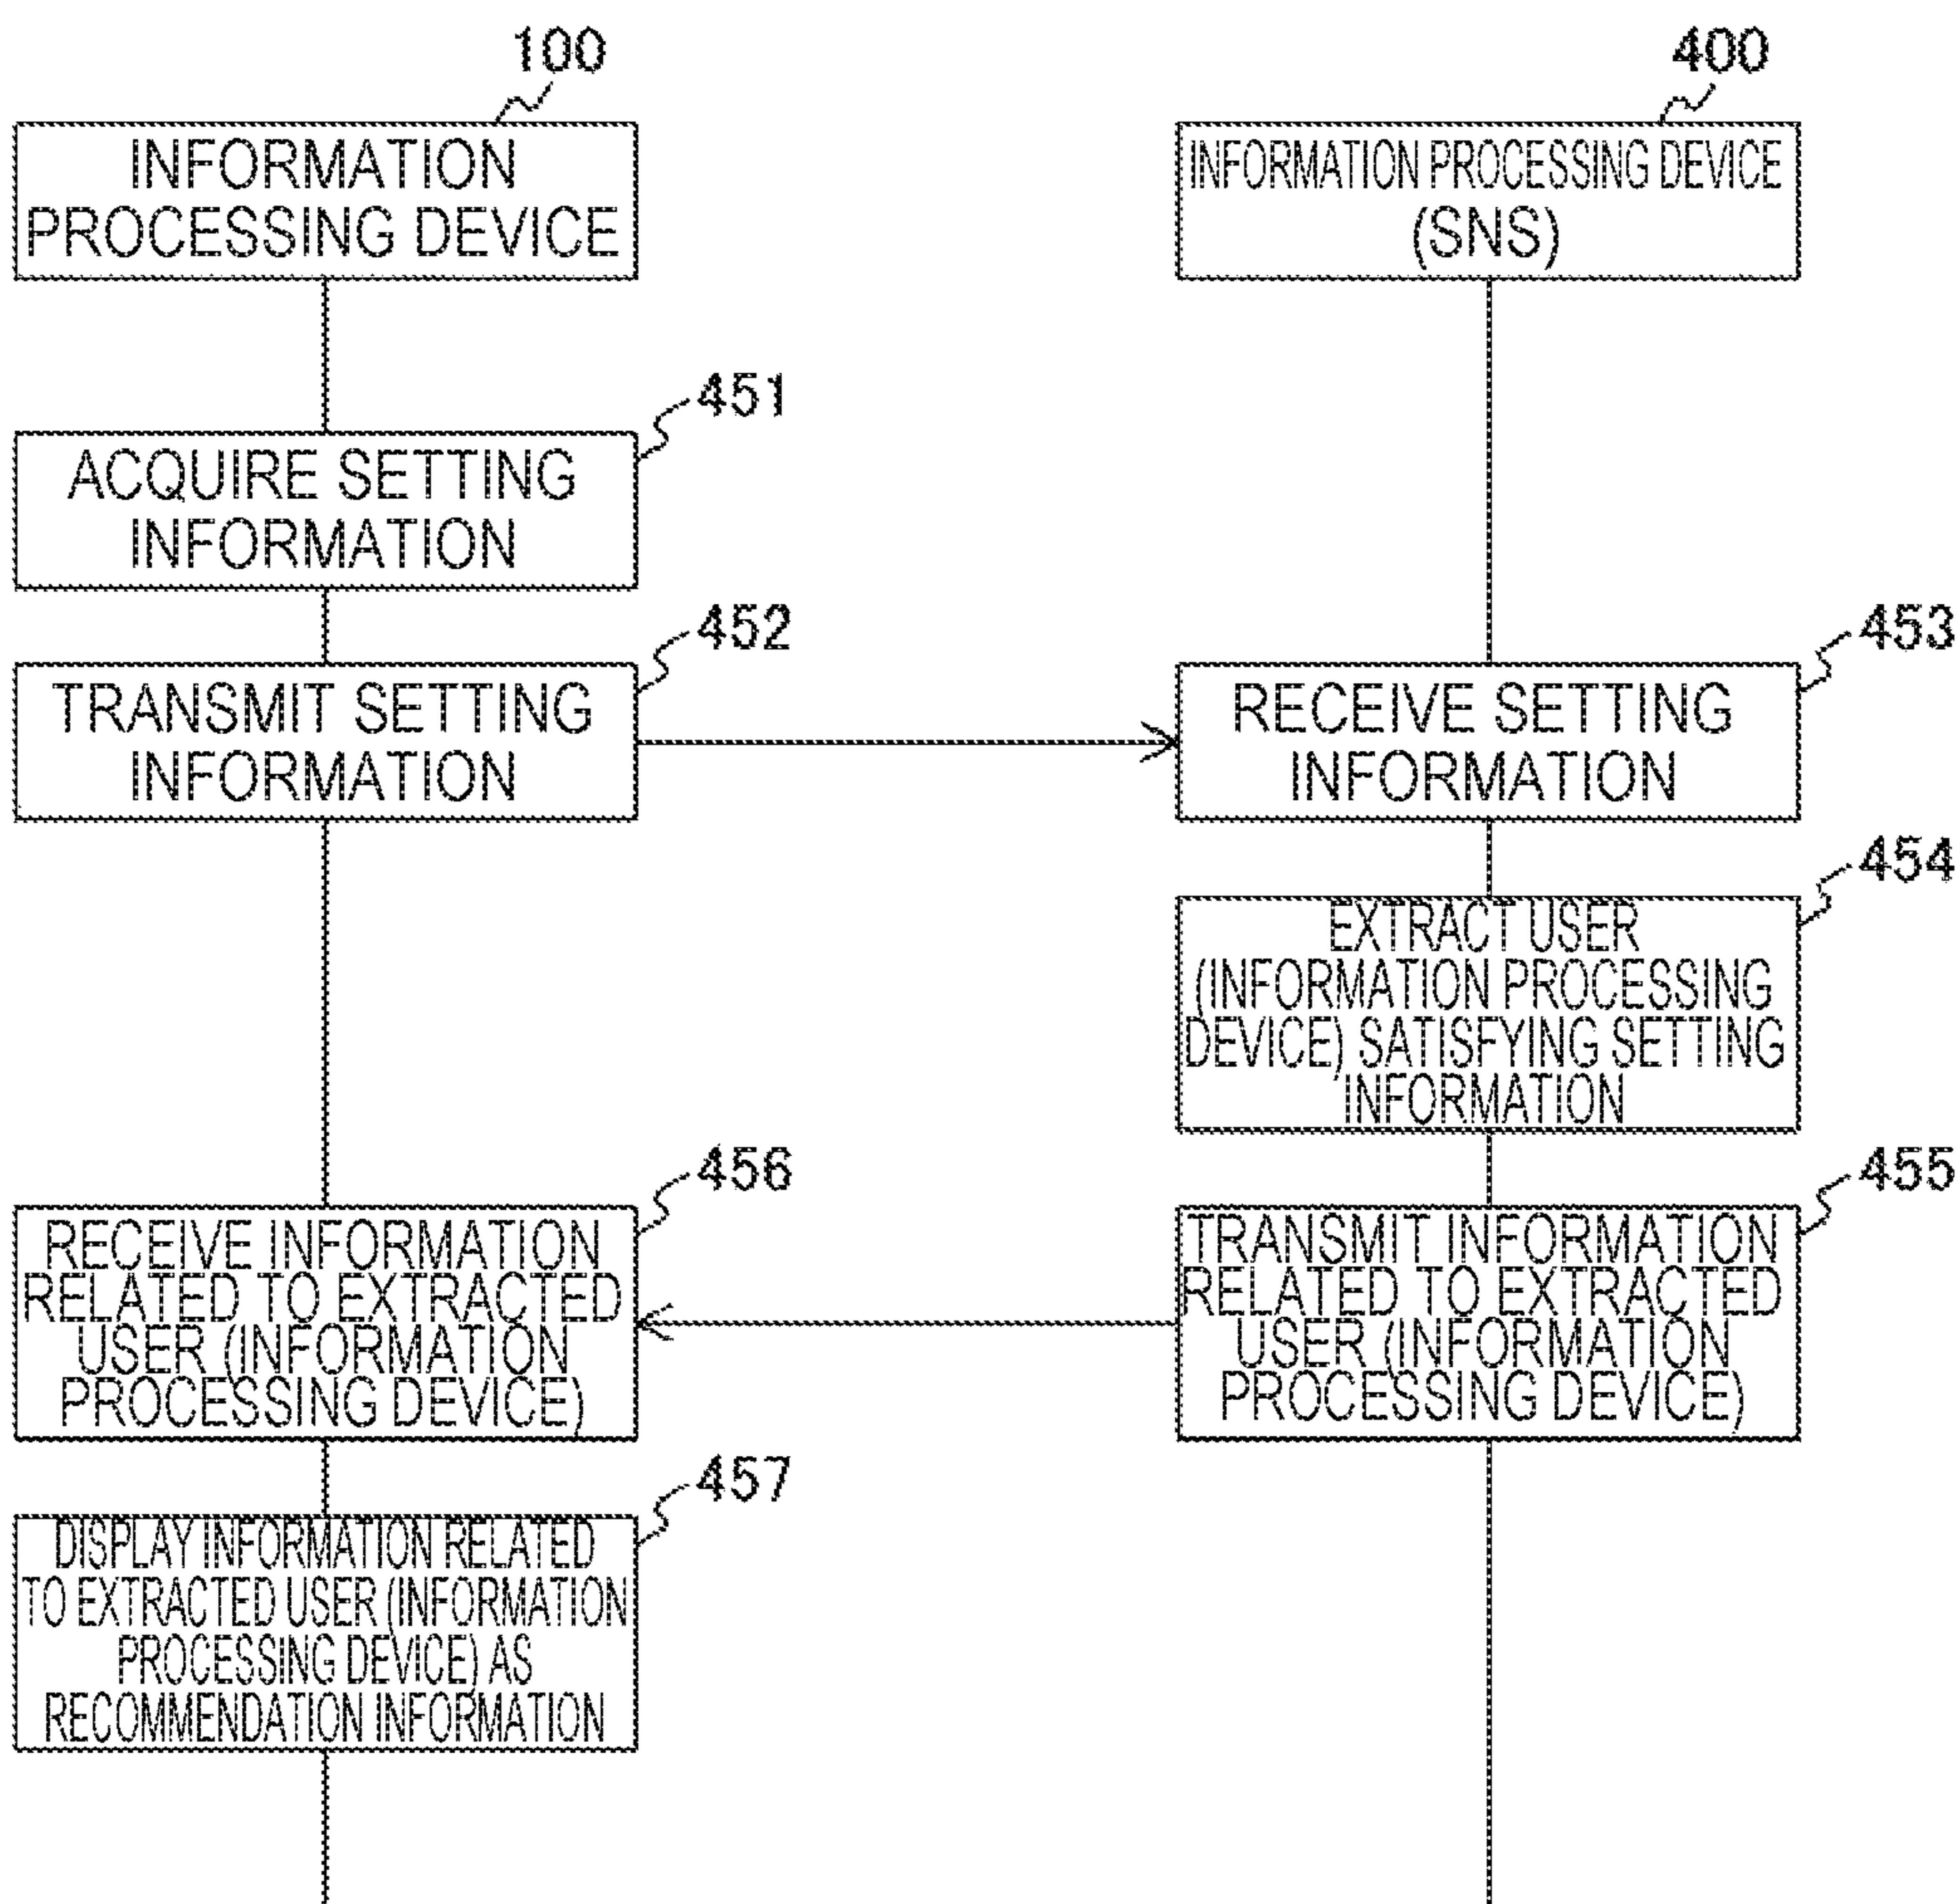 100
INFORMATION
PROCESSING DEVICE
400
INFORMATION PROCESSING DEVICE
(SNS)
451
ACQUIRE SETTING
INFORMATION
452
TRANSMIT SETTING
INFORMATION
453
RECEIVE SETTING
INFORMATION
454
EXTRACT USER
(INFORMATION PROCESSING
DEVICE) SATISFYING SETTING
INFORMATION
455
TRANSMIT INFORMATION
RELATED TO EXTRACTED
USER (INFORMATION
PROCESSING DEVICE)
456
RECEIVE INFORMATION
RELATED TO EXTRACTED
USER (INFORMATION
PROCESSING DEVICE)
457
DISPLAY INFORMATION RELATED
TO EXTRACTED USER (INFORMATION
PROCESSING DEVICE) AS
RECOMMENDATION INFORMATION